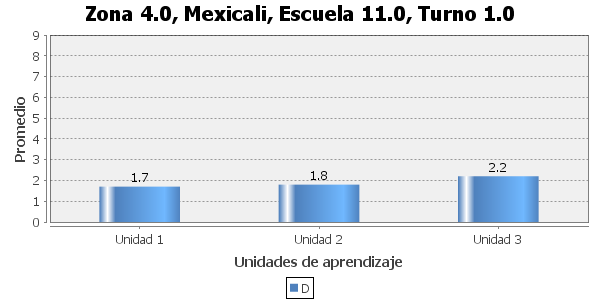 Zona 4.0, Mexicali, Escuela 11.0, Turno 1.0
Promedio
9
8
7
6
5
4
3
2
1
0
1.7
1.8
2.2
Unidad 1
Unidad 2
Unidad 3
Unidades de aprendizaje
D